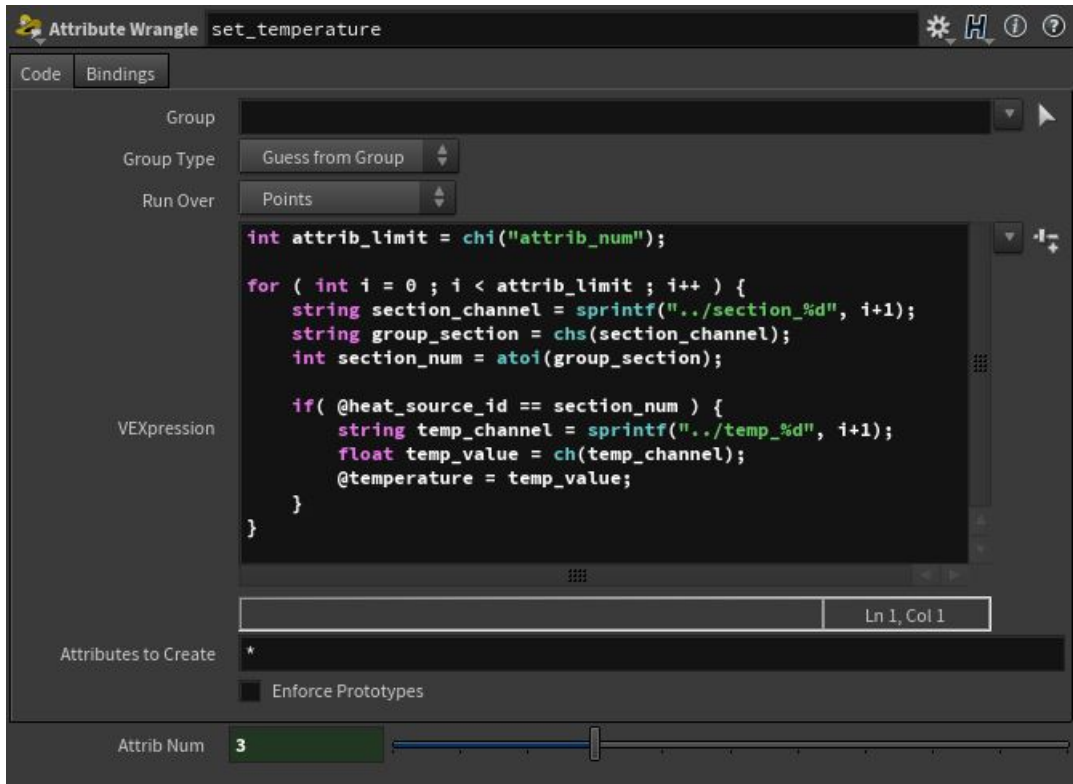 Attribute Wrangle set_temperature
Code Bindings
Group
Group Type Guess from Group
Run Over Points
int attrib_limit = chi("attrib_num");
for ( int i = 0 ; i < attrib_limit ; i++ ) {
string section_channel = sprintf("../section_%d", i+1);
string group_section = chs(section_channel);
int section_num = atoi(group_section);
if( @heat_source_id == section_num ) {
VEXpression
string temp_channel = sprintf("../temp_%d", i+1);
float temp_value = ch(temp_channel);
@temperature = temp_value;
}
}
Ln 1, Col 1
Attributes to Create *
Enforce Prototypes
Attrib Num 3